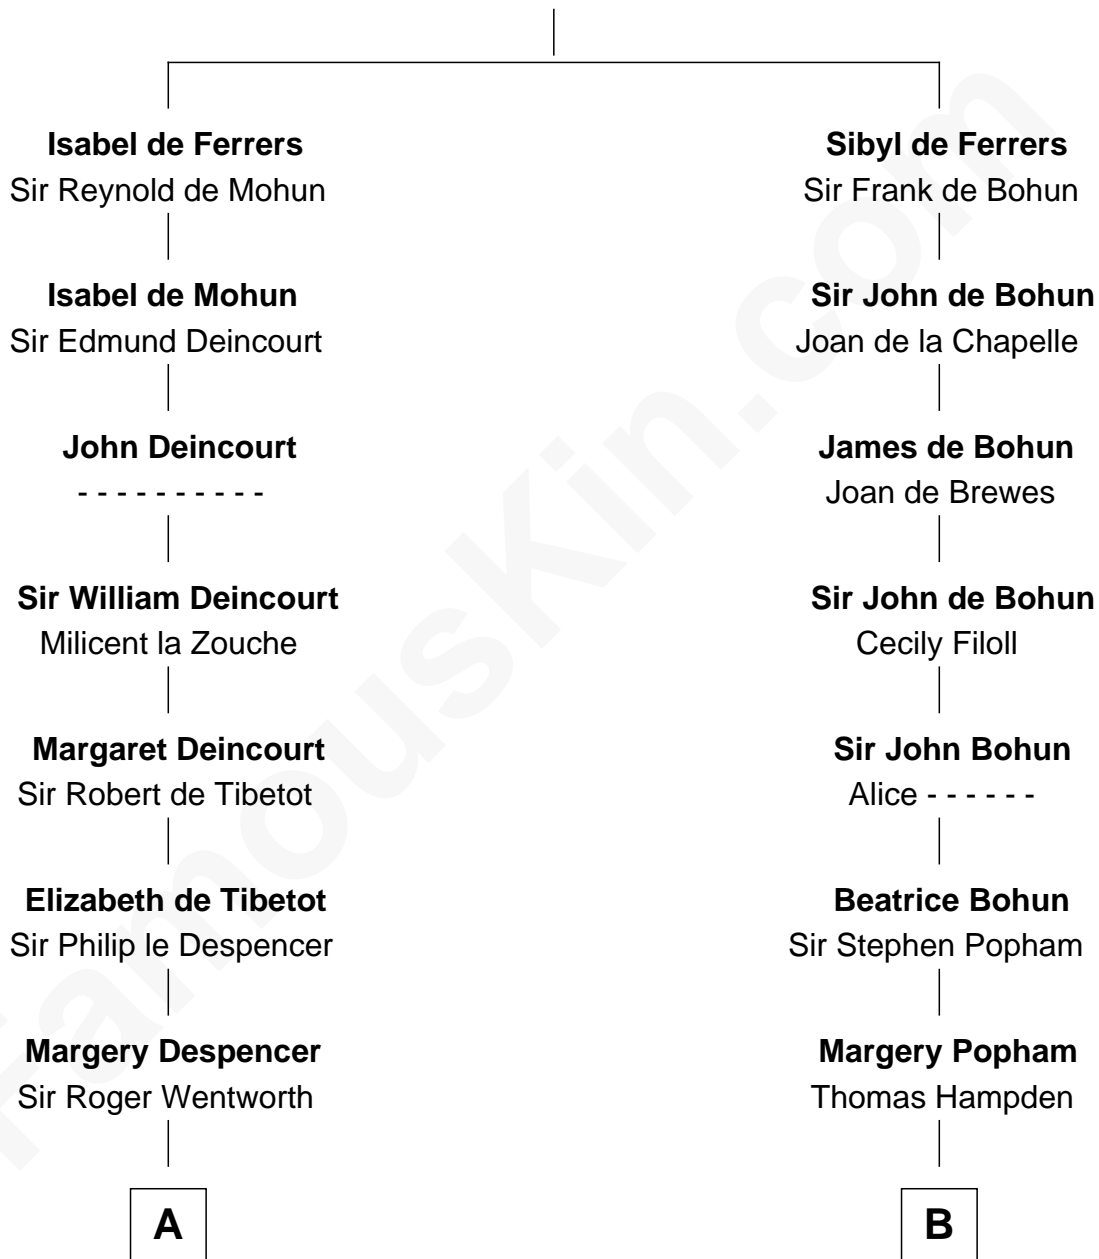 Isabel de Ferrers
Sir Reynold de Mohun
Isabel de Mohun
Sir Edmund Deincourt
John Deincourt
- - - - - - - - - -
Sir William Deincourt
Milicent la Zouche
Margaret Deincourt
Sir Robert de Tibetot
Elizabeth de Tibetot
Sir Philip le Despencer
Margery Despencer
Sir Roger Wentworth
A
Sibyl de Ferrers
Sir Frank de Bohun
Sir John de Bohun
Joan de la Chapelle
James de Bohun
Joan de Brewes
Sir John de Bohun
Cecily Filoll
Sir John Bohun
Alice - - - - - -
Beatrice Bohun
Sir Stephen Popham
Margery Popham
Thomas Hampden
B
FamousKin.com